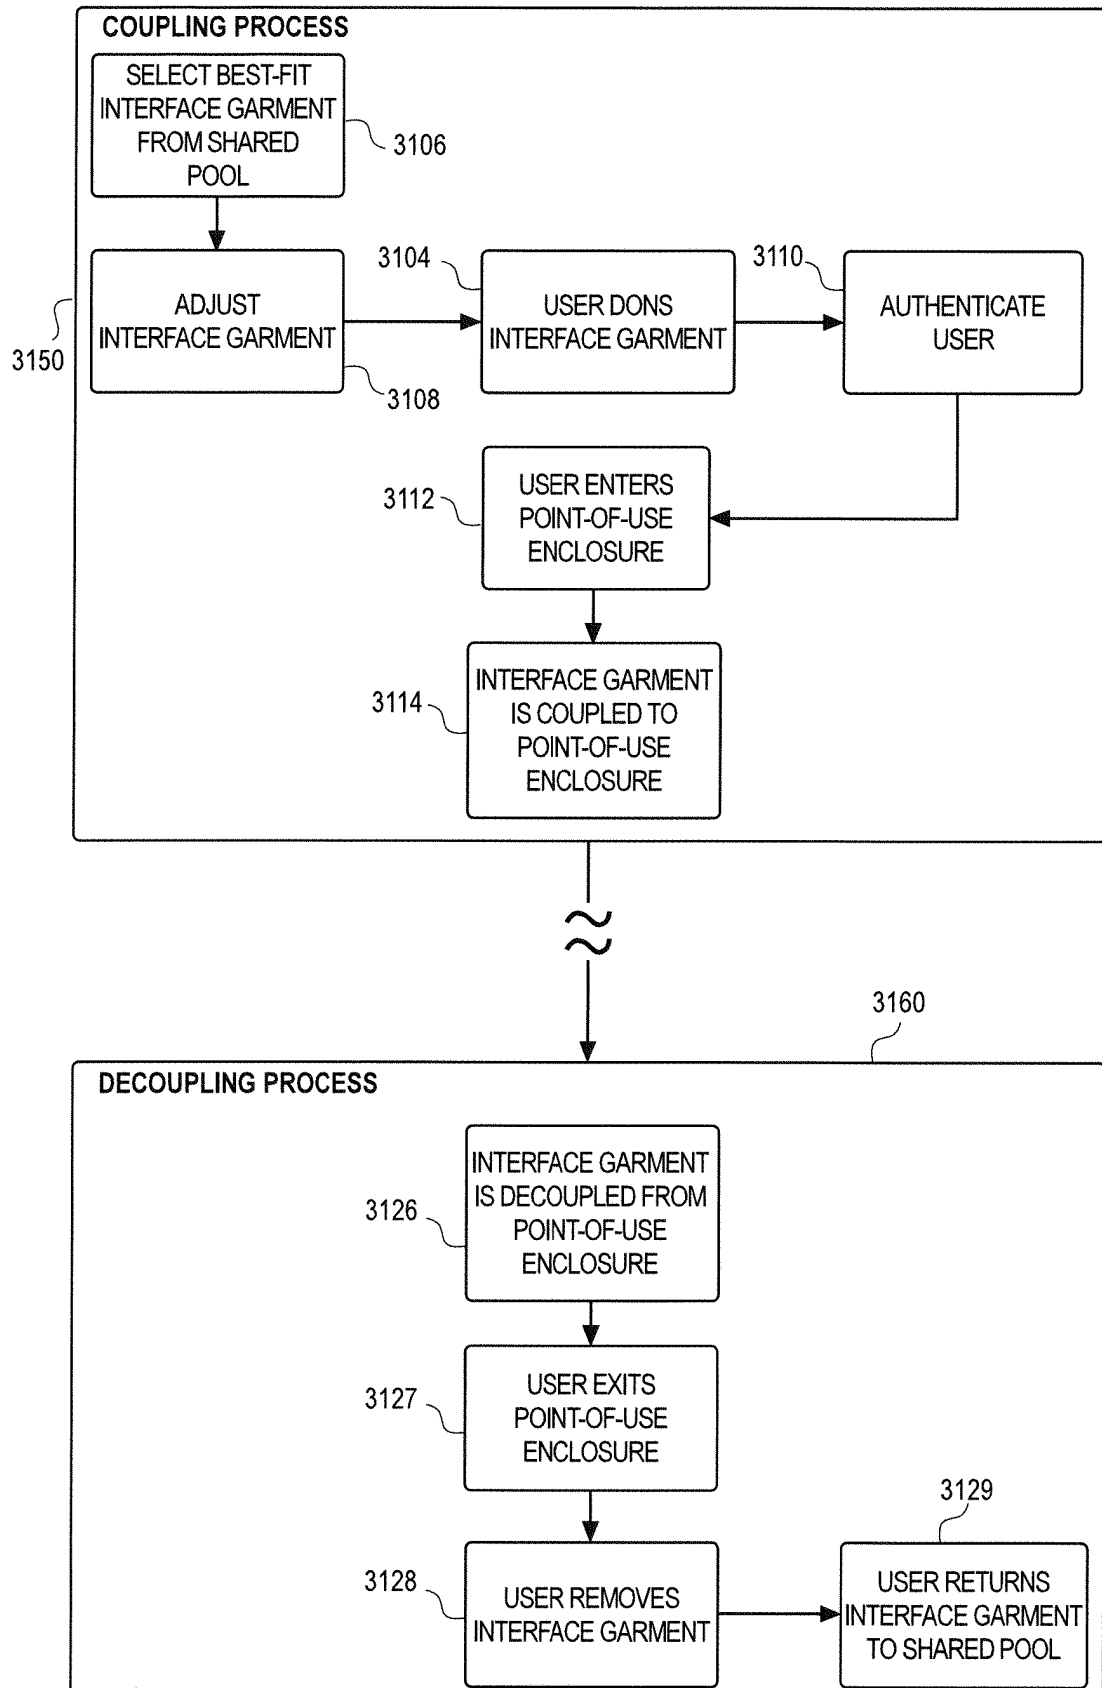 COUPLING PROCESS
SELECT BEST-FIT
INTERFACE GARMENT
FROM SHARED
POOL
3106
ADJUST
INTERFACE GARMENT
3108
3150
3104
USER DONS
INTERFACE GARMENT
3110
AUTHENTICATE
USER
3112
USER ENTERS
POINT-OF-USE
ENCLOSURE
3114
INTERFACE GARMENT
IS COUPLED TO
POINT-OF-USE
ENCLOSURE
3160
DECOUPLING PROCESS
3126
INTERFACE GARMENT
IS DECOUPLED FROM
POINT-OF-USE
ENCLOSURE
3127
USER EXITS
POINT-OF-USE
ENCLOSURE
3128
USER REMOVES
INTERFACE GARMENT
3129
USER RETURNS
INTERFACE GARMENT
TO SHARED POOL